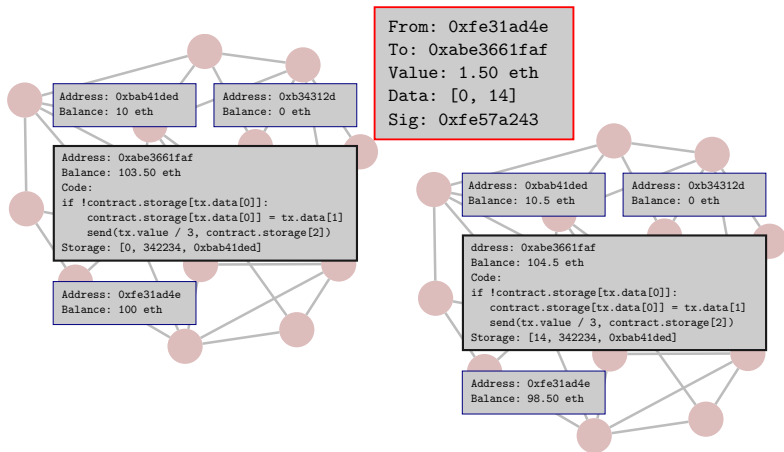 From: 0xfe31ad4e
To: 0xabe3661faf
Value: 1.50 eth
Data: [0, 14]
Sig: 0xfe57a243
Address: 0xbab41ded
Balance: 10 eth
Address: 0xb34312d
Balance: 0 eth
Address: 0xabe3661faf
Balance: 103.50 eth
Code:
if !contract.storage[tx.data[0]]:
contract.storage[tx.data[0]] = tx.data[1]
send(tx.value / 3, contract.storage[2])
Storage: [0, 342234, 0xbab41ded]
Address: 0xfe31ad4e
Balance: 100 eth
Address: 0xbab41ded
Balance: 10.5 eth
Address: 0xb34312d
Balance: 0 eth
ddress: 0xabe3661faf
Balance: 104.5 eth
Code:
if !contract.storage[tx.data[0]]:
contract.storage[tx.data[0]] = tx.data[1]
send(tx.value / 3, contract.storage[2])
Storage: [14, 342234, 0xbab41ded]
Address: 0xfe31ad4e
Balance: 98.50 eth